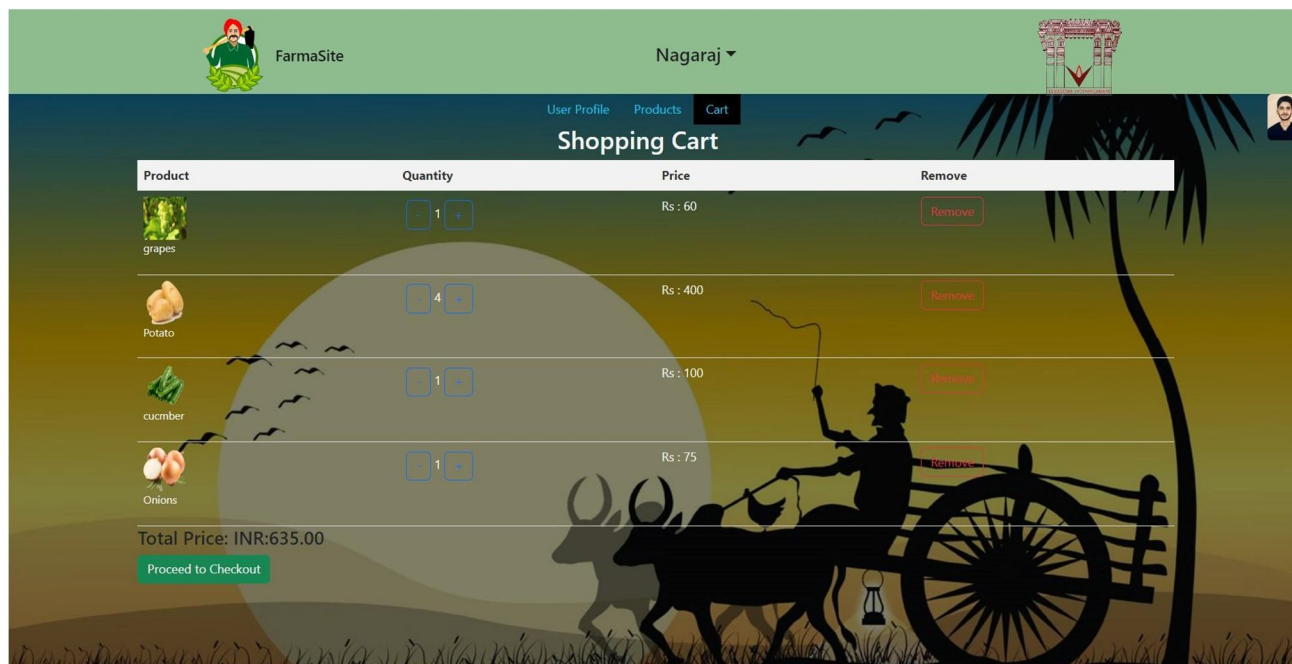 FarmaSite
Nagaraj
User Profile Products Cart
Shopping Cart
Product Quantity Price Remove
grapes - 1 + Rs : 60 Remove
Potato - 4 + Rs : 400 Remove
cucmber - 1 + Rs : 100 Remove
Onions - 1 + Rs : 75 Remove
Total Price: INR:635.00
Proceed to Checkout